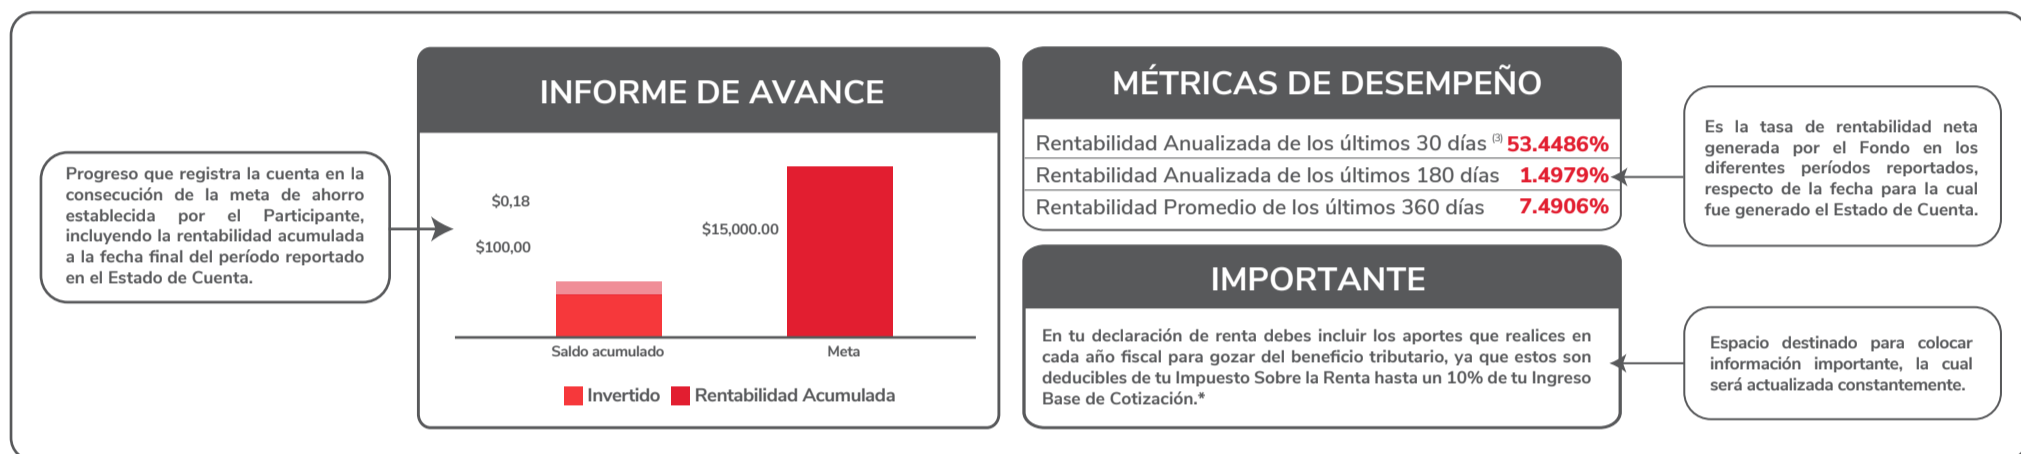 Progreso que registra la cuenta en la
consecución de la meta de ahorro
establecida por el Participante,
incluyendo la rentabilidad acumulada
a la fecha final del período reportado
en el Estado de Cuenta.
INFORME DE AVANCE
$0,18
$100,00
$15,000.00
Saldo acumulado
Meta
Invertido
Rentabilidad Acumulada
MÉTRICAS DE DESEMPEÑO
Rentabilidad Anualizada de los últimos 30 días (3) 53.4486%
Rentabilidad Anualizada de los últimos 180 días 1.4979%
Rentabilidad Promedio de los últimos 360 días 7.4906%
Es la tasa de rentabilidad neta
generada por el Fondo en los
diferentes períodos reportados,
respecto de la fecha para la cual
fue generado el Estado de Cuenta.
IMPORTANTE
En tu declaración de renta debes incluir los aportes que realices en
cada año fiscal para gozar del beneficio tributario, ya que estos son
deducibles de tu Impuesto Sobre la Renta hasta un 10% de tu Ingreso
Base de Cotización.*
Espacio destinado para colocar
información importante, la cual
será actualizada constantemente.